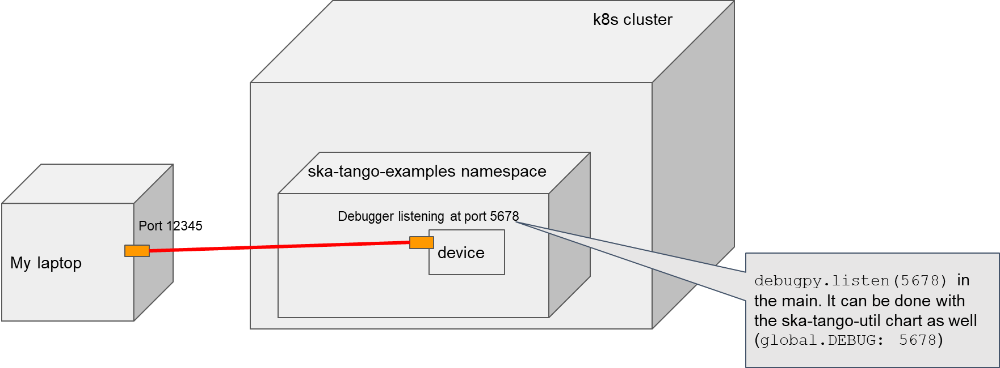 k8s cluster
ska-tango-examples namespace
Debugger listening at port 5678
Port 12345
device
My laptop
debugpy.listen(5678) in
the main. It can be done with
the ska-tango-util chart as well
(global.DEBUG: 5678)